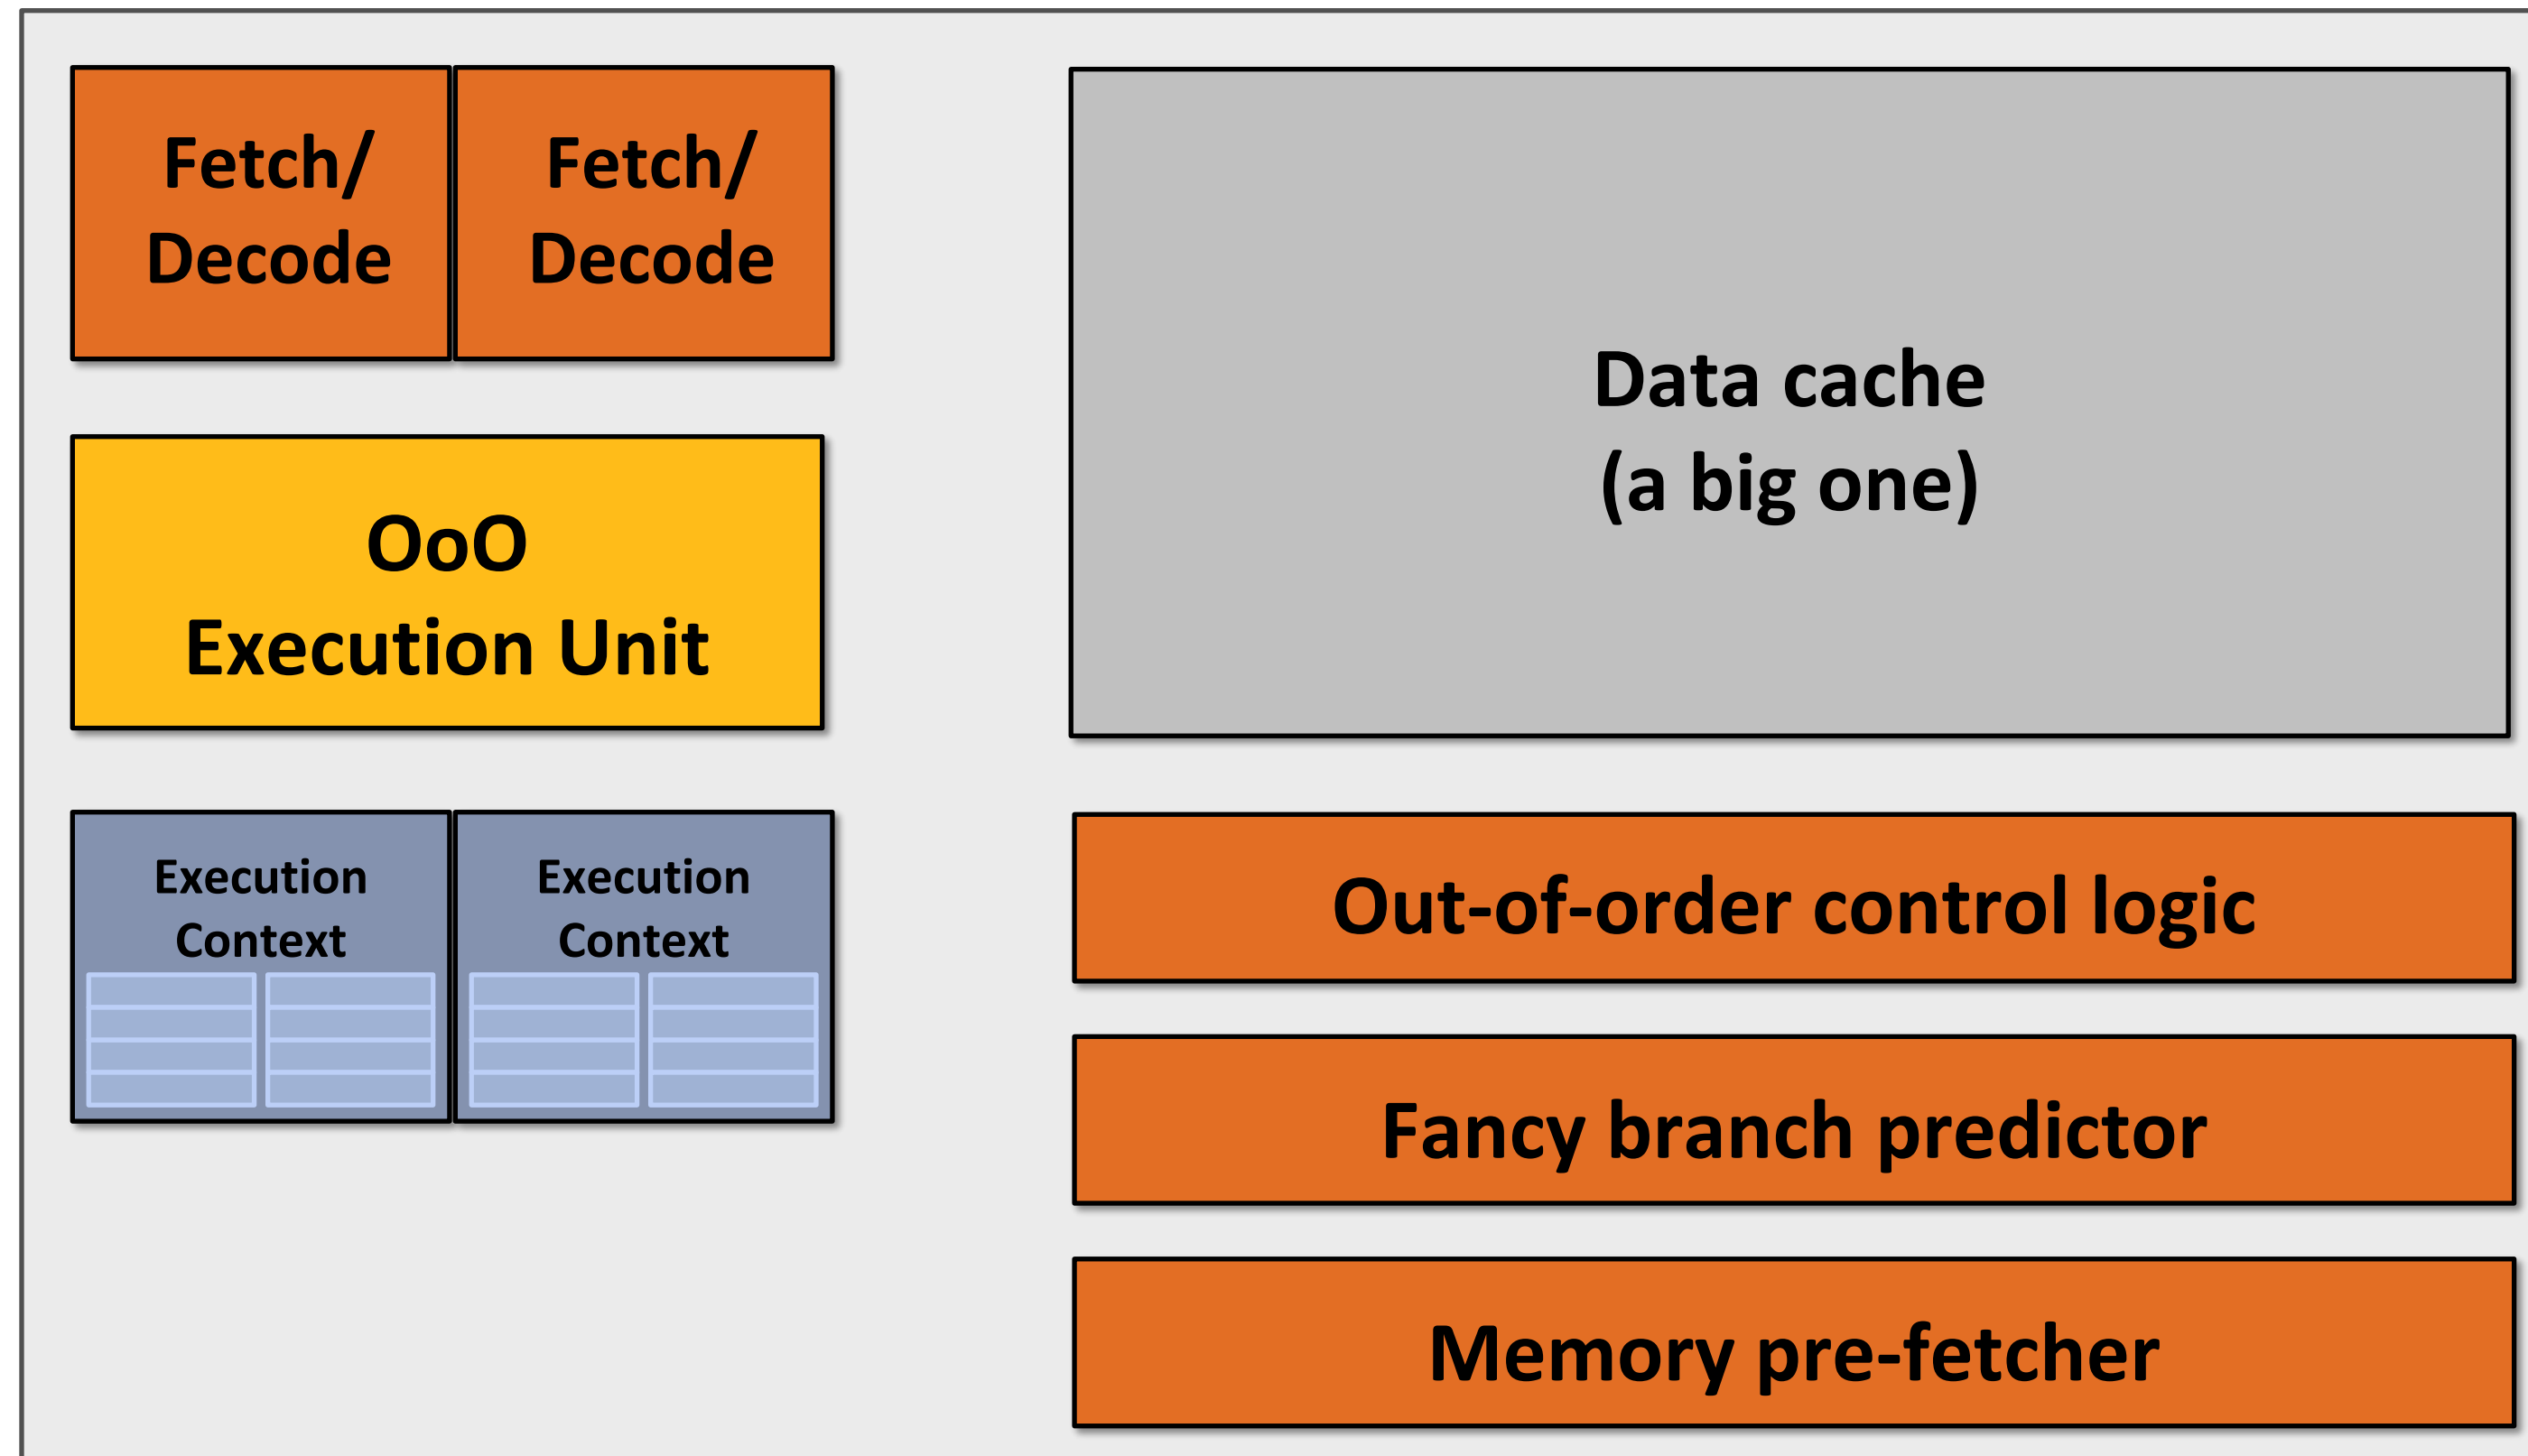 Fetch/
Decode
Fetch/
Decode
OoO
Execution Unit
Execution
Context
Execution
Context
Data cache
(a big one)
Out-of-order control logic
Fancy branch predictor
Memory pre-fetcher